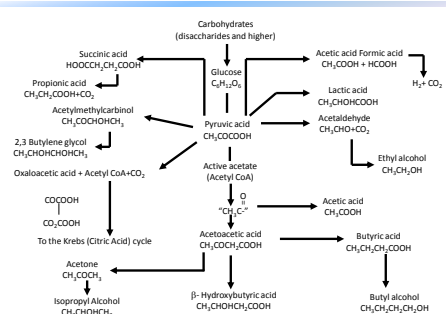 Carbohydrates
(disaccharides and higher)
Succinic acid
HOOCCH₂CH₂COOH
Glucose
C₆H₁₂O₆
Acetic acid Formic acid
CH₃COOH + HCOOH
Propionic acid
CH₃CH₂COOH+CO₂
H₂+ CO₂
Lactic acid
CH₃CHOHCOOH
Acetylmethylcarbinol
CH₃COCHOHCH₃
Pyruvic acid
CH₃COCOOH
Acetaldehyde
CH₃CHO+CO₂
2,3 Butylene glycol
CH₃CHOHCHOHCH₃
Ethyl alcohol
CH₃CH₂OH
Oxaloacetic acid + Acetyl CoA+CO₂
Active acetate
(Acetyl CoA)
COCOOH
CO₂COOH
O
"CH₃C-"
Acetic acid
CH₃COOH
To the Krebs (Citric Acid) cycle
Acetoacetic acid
CH₃COCH₂COOH
Butyric acid
CH₃CH₂CH₂COOH
Acetone
CH₃COCH₃
Isopropyl Alcohol
CH₃CHOHCH₃
β- Hydroxybutyric acid
CH₃CHOHCH₂COOH
Butyl alcohol
CH₃CH₂CH₂CH₂OH